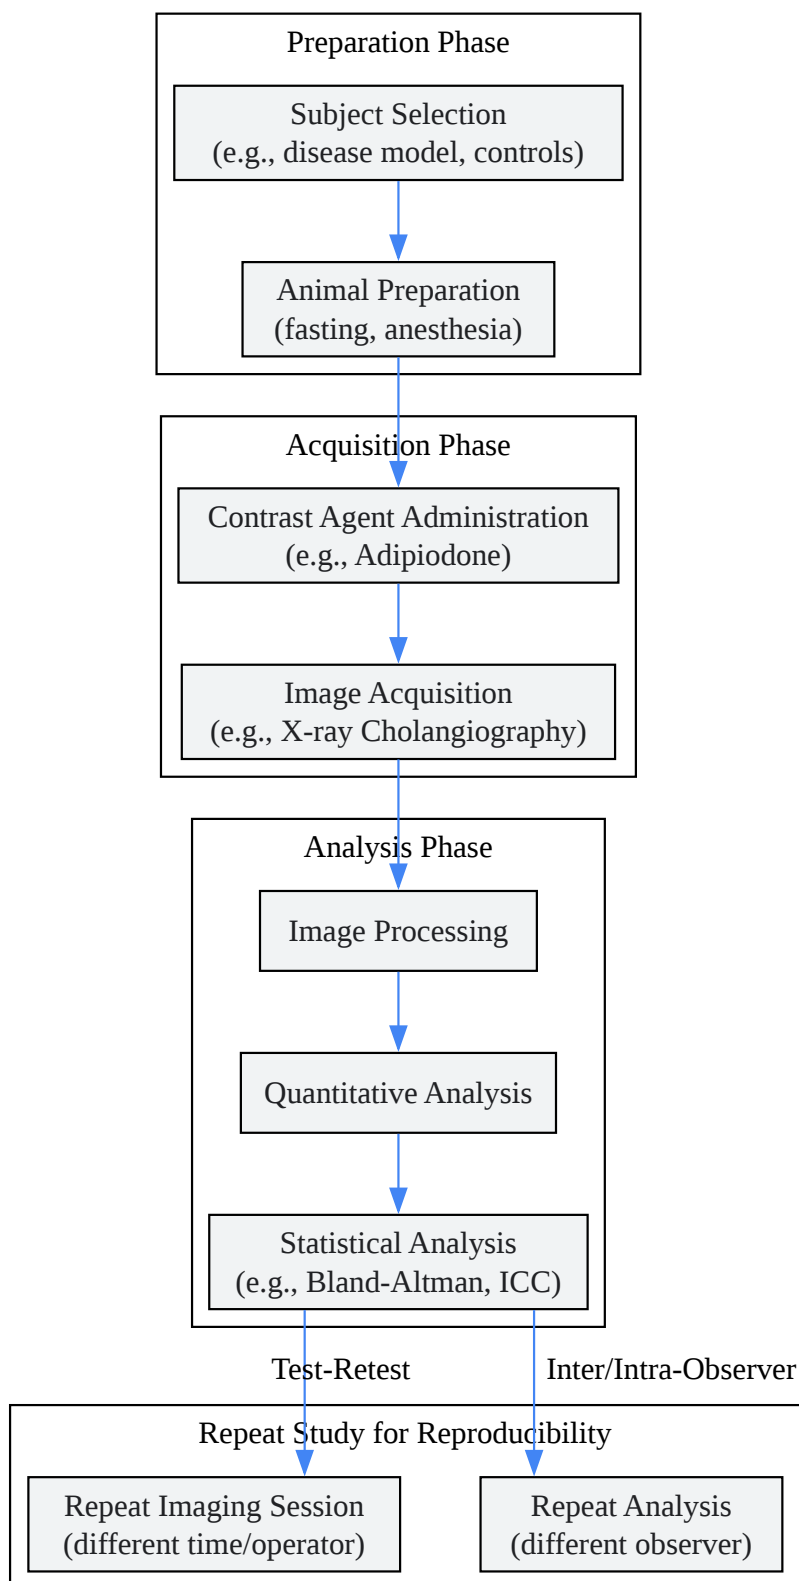 Preparation Phase
Subject Selection
(e.g., disease model, controls)
Animal Preparation
(fasting, anesthesia)
Acquisition Phase
Contrast Agent Administration
(e.g., Adipiodone)
Image Acquisition
(e.g., X-ray Cholangiography)
Analysis Phase
Image Processing
Quantitative Analysis
Statistical Analysis
(e.g., Bland-Altman, ICC)
Test-Retest
Inter/Intra-Observer
Repeat Study for Reproducibility
Repeat Imaging Session
(different time/operator)
Repeat Analysis
(different observer)